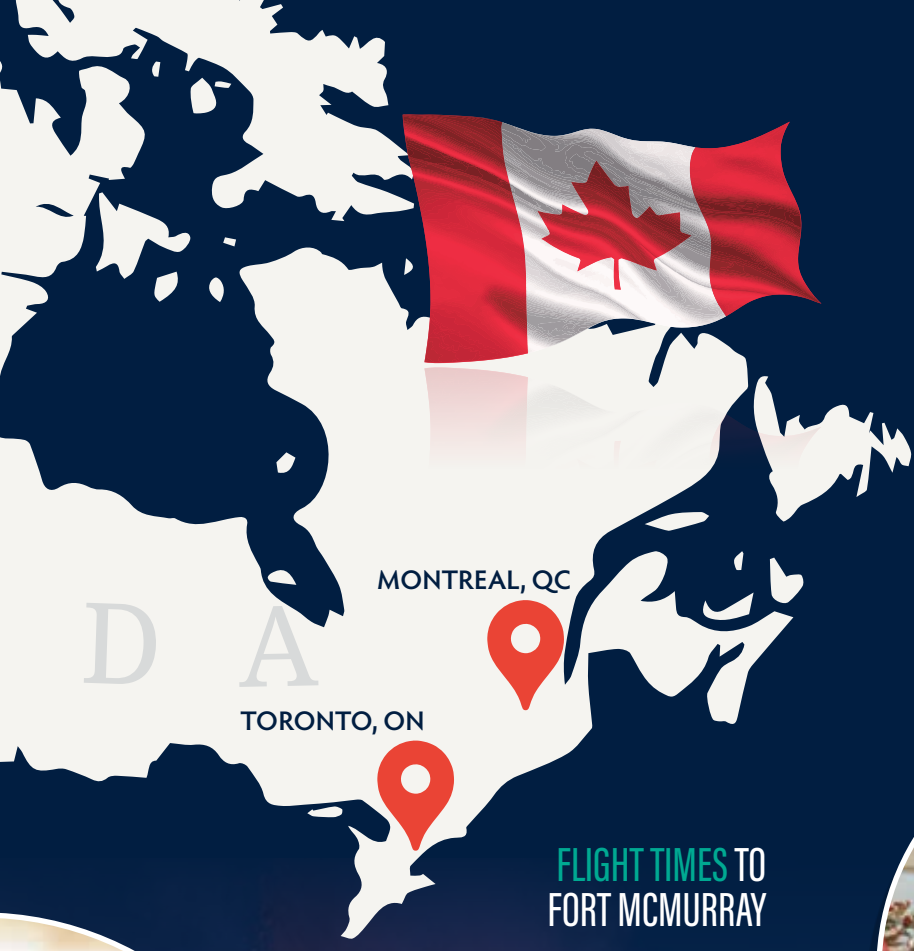 MONTREAL, QC
D A
TORONTO, ON
FLIGHT TIMES TO
FORT MCMURRAY